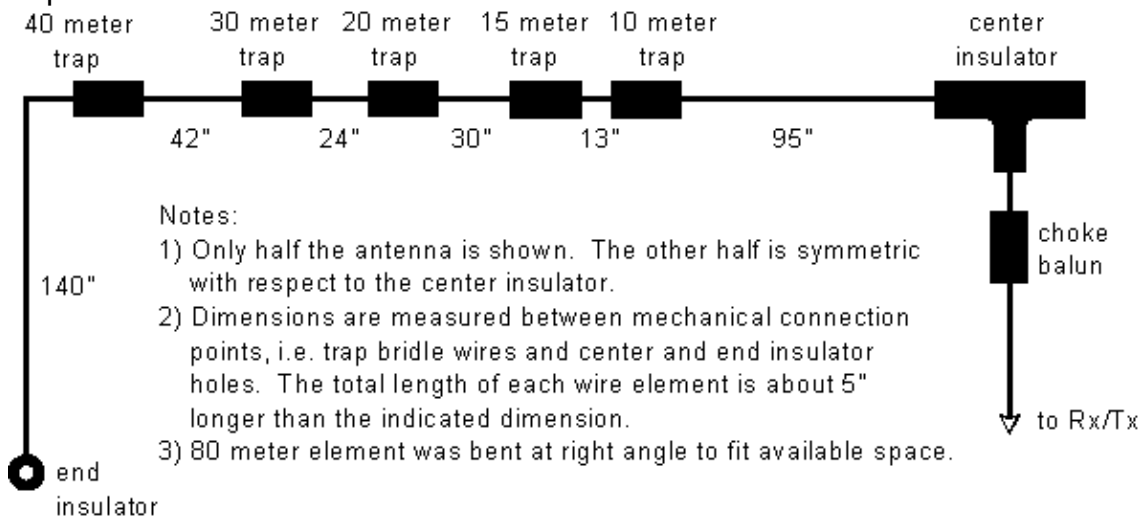 40 meter trap
30 meter trap
20 meter trap
15 meter trap
10 meter trap
center insulator
42"
24"
30"
13"
95"
Notes:
1) Only half the antenna is shown. The other half is symmetric
with respect to the center insulator.
2) Dimensions are measured between mechanical connection
points, i.e. trap bridle wires and center and end insulator
holes. The total length of each wire element is about 5"
longer than the indicated dimension.
3) 80 meter element was bent at right angle to fit available space.
140"
choke
balun
to Rx/Tx
end
insulator